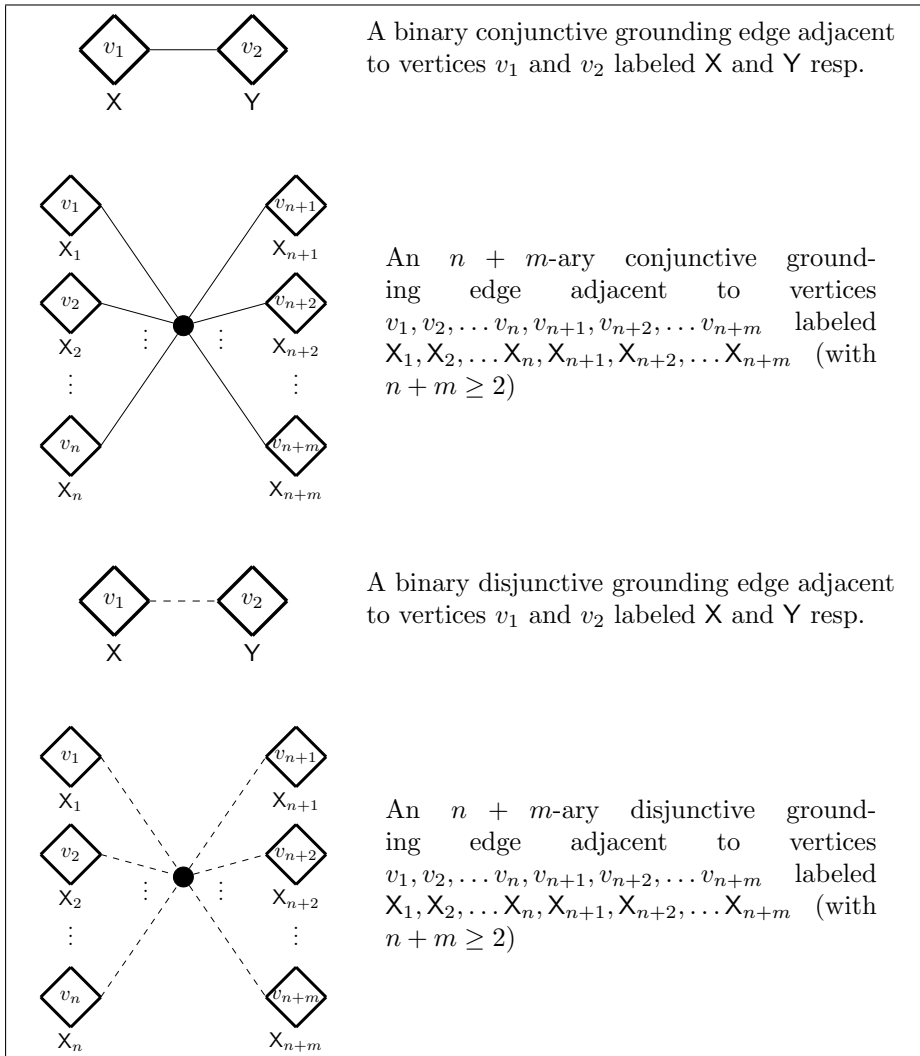 v₁ v₂
X Y
A binary conjunctive grounding edge adjacent
to vertices v₁ and v₂ labeled X and Y resp.
v₁ vₙ₊₁
X₁ Xₙ₊₁
v₂ vₙ₊₂
X₂ ⋮ ⋮ Xₙ₊₂
⋮ ⋮
vₙ vₙ₊ₘ
Xₙ Xₙ₊ₘ
An n + m-ary conjunctive ground-
ing edge adjacent to vertices
v₁, v₂, … vₙ, vₙ₊₁, vₙ₊₂, … vₙ₊ₘ labeled
X₁, X₂, … Xₙ, Xₙ₊₁, Xₙ₊₂, … Xₙ₊ₘ (with
n + m ≥ 2)
v₁ v₂
X Y
A binary disjunctive grounding edge adjacent
to vertices v₁ and v₂ labeled X and Y resp.
v₁ vₙ₊₁
X₁ Xₙ₊₁
v₂ vₙ₊₂
X₂ ⋮ ⋮ Xₙ₊₂
⋮ ⋮
vₙ vₙ₊ₘ
Xₙ Xₙ₊ₘ
An n + m-ary disjunctive ground-
ing edge adjacent to vertices
v₁, v₂, … vₙ, vₙ₊₁, vₙ₊₂, … vₙ₊ₘ labeled
X₁, X₂, … Xₙ, Xₙ₊₁, Xₙ₊₂, … Xₙ₊ₘ (with
n + m ≥ 2)